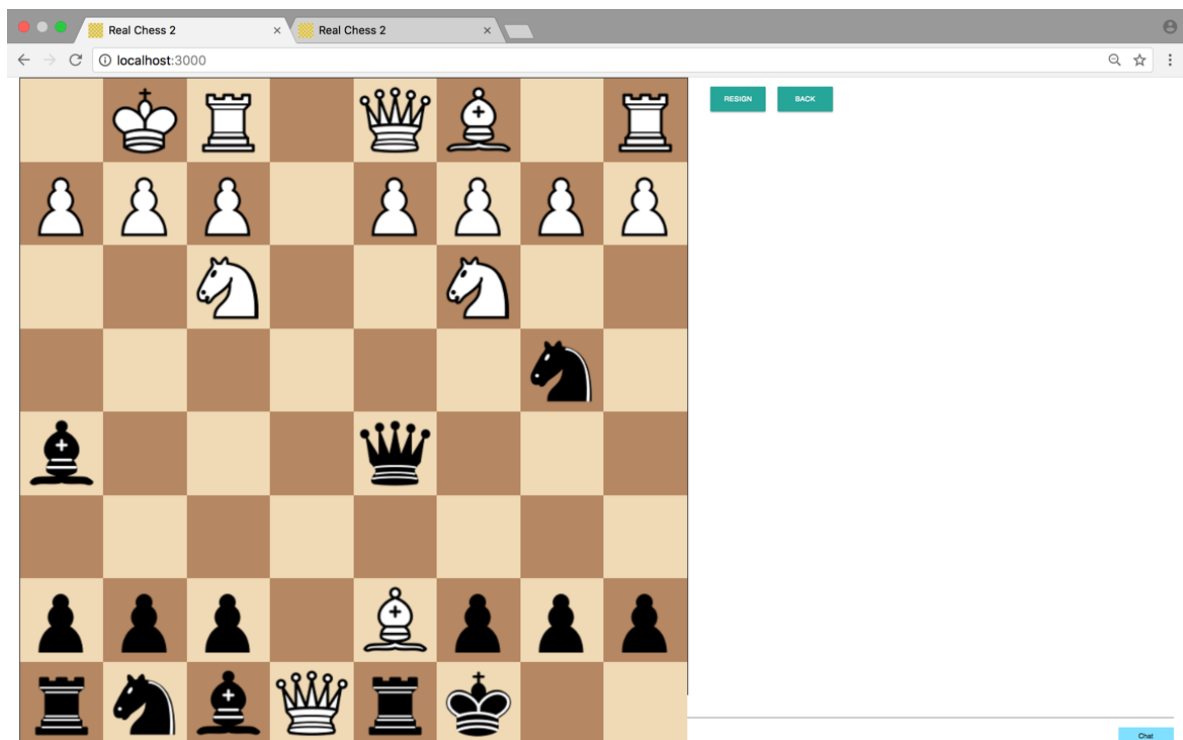 Real Chess 2
Real Chess 2
localhost:3000
RESIGN
BACK
Chat